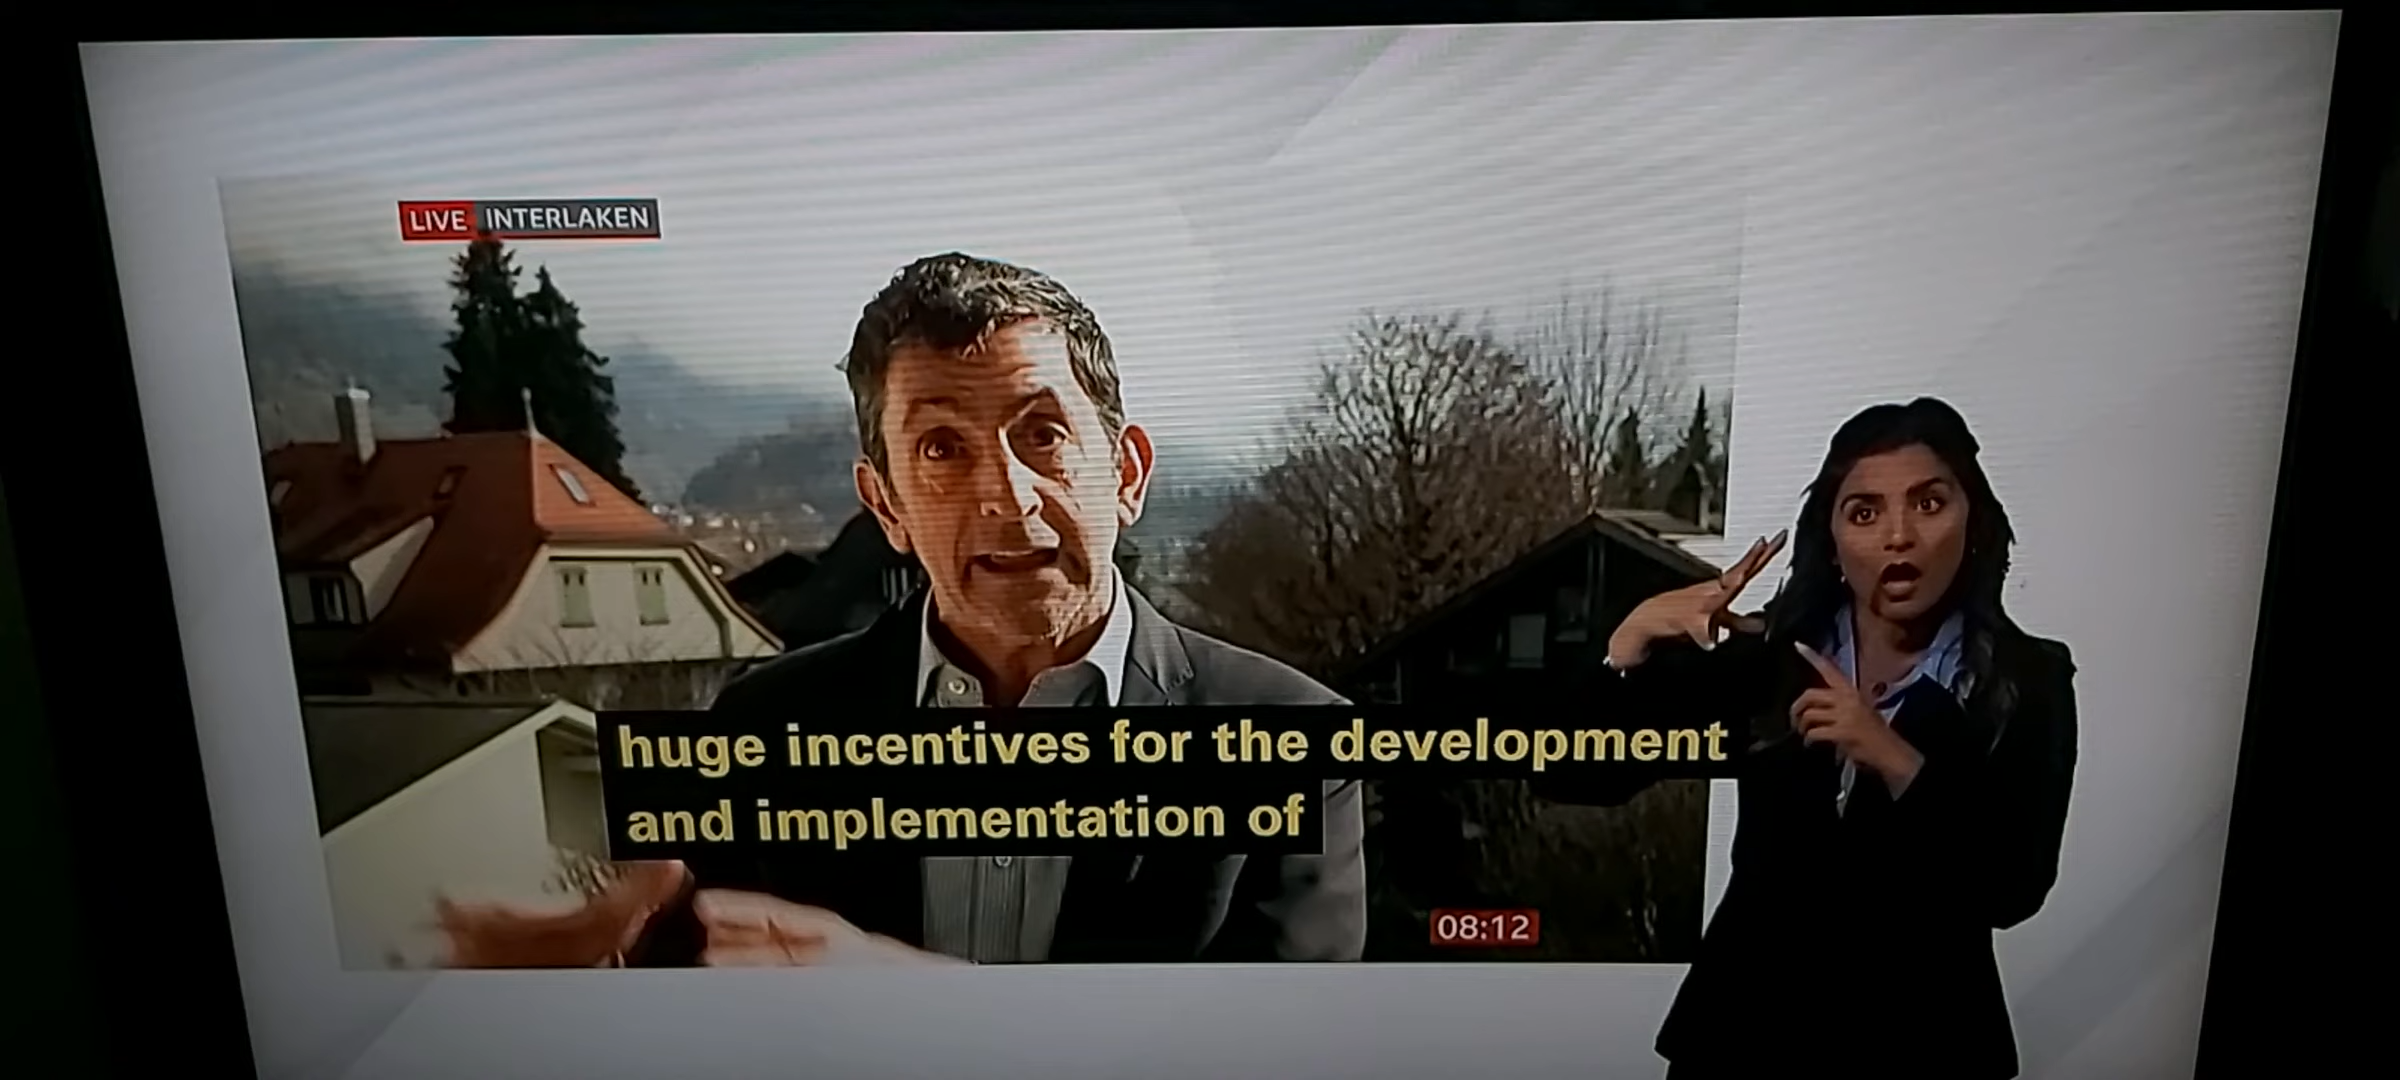 LIVE INTERLAKEN
huge incentives for the development
and implementation of
08:12